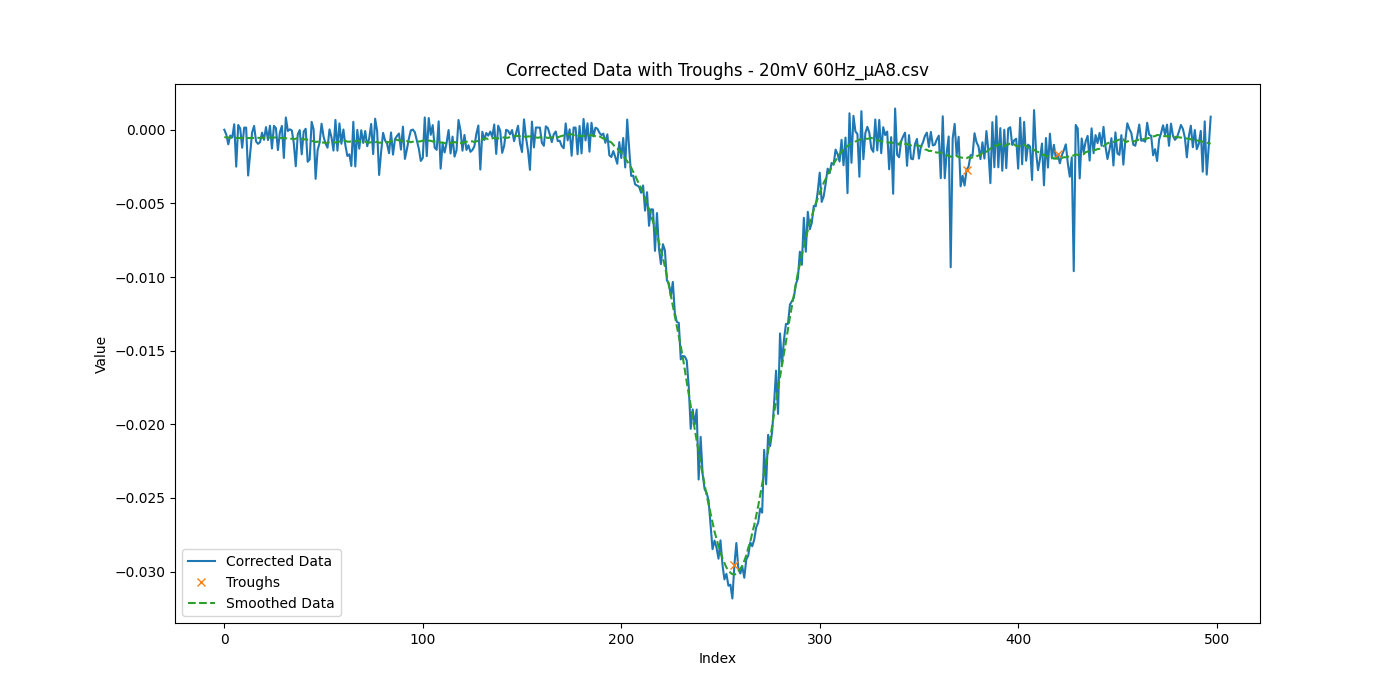 Corrected Data with Troughs - 20mV 60Hz_µA8.csv
0.000
−0.005
−0.010
−0.015
−0.020
−0.025
−0.030
Value
Corrected Data
Troughs
Smoothed Data
0 100 200 300 400 500
Index